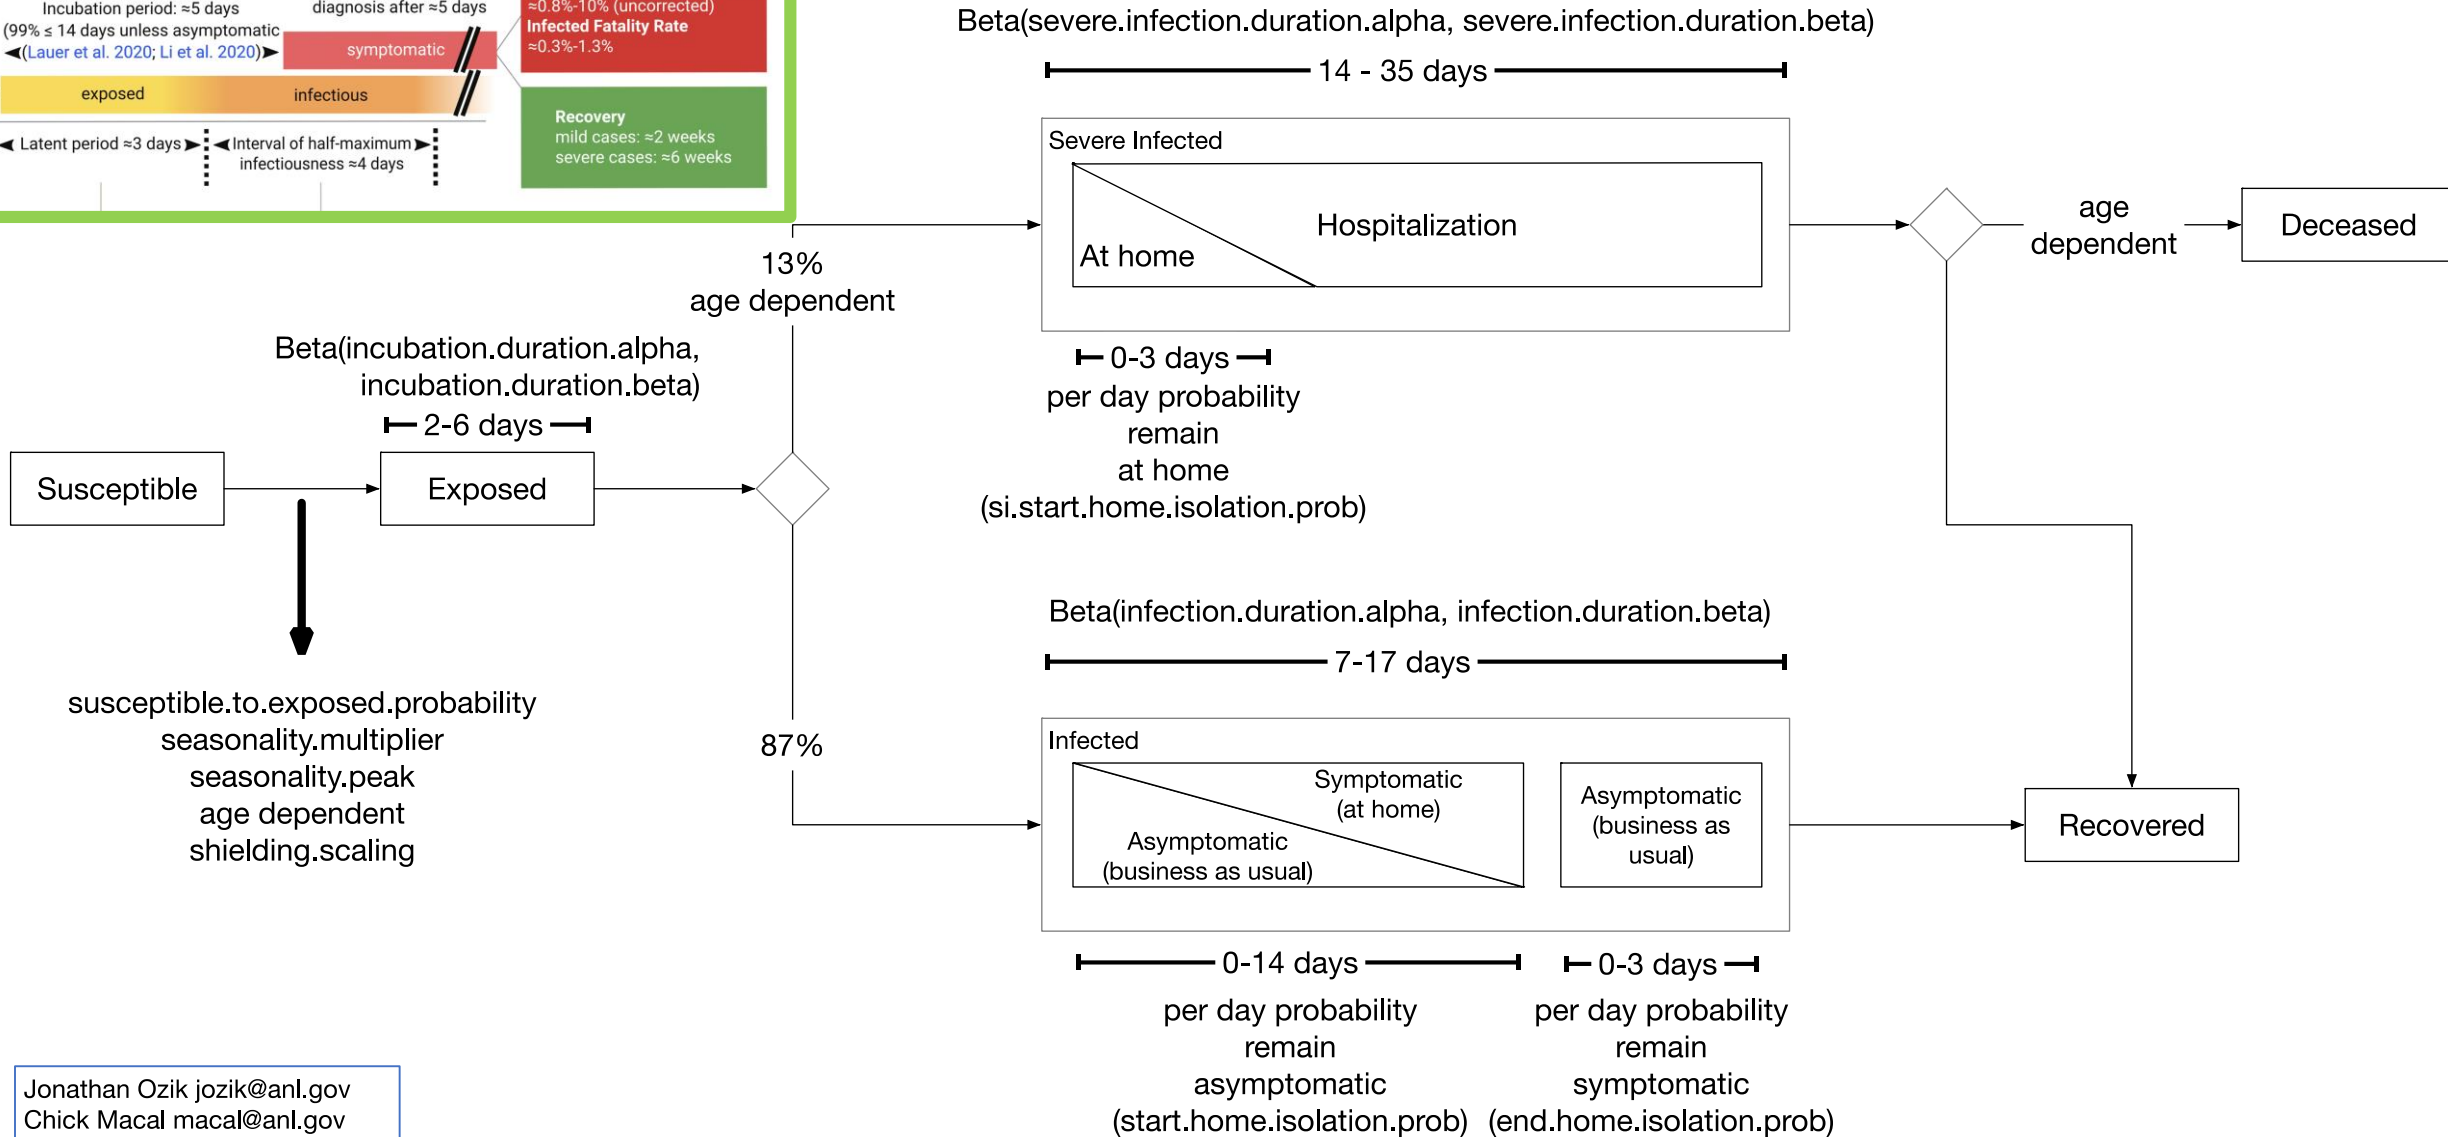 Incubation period: ≈5 days
(99% ≤ 14 days unless asymptomatic
(Lauer et al. 2020; Li et al. 2020)
diagnosis after ≈5 days
symptomatic
≈0.8%-10% (uncorrected)
Infected Fatality Rate
≈0.3%-1.3%
exposed
infectious
Latent period ≈3 days
Interval of half-maximum
infectiousness ≈4 days
Recovery
mild cases: ≈2 weeks
severe cases: ≈6 weeks
Beta(severe.infection.duration.alpha, severe.infection.duration.beta)
14 - 35 days
Severe Infected
At home
Hospitalization
0-3 days
per day probability
remain
at home
(si.start.home.isolation.prob)
age
dependent
Deceased
13%
age dependent
Beta(incubation.duration.alpha,
incubation.duration.beta)
2-6 days
Susceptible
Exposed
susceptible.to.exposed.probability
seasonality.multiplier
seasonality.peak
age dependent
shielding.scaling
87%
Beta(infection.duration.alpha, infection.duration.beta)
7-17 days
Infected
Symptomatic
(at home)
Asymptomatic
(business as usual)
Asymptomatic
(business as
usual)
Recovered
0-14 days
per day probability
remain
asymptomatic
(start.home.isolation.prob)
0-3 days
per day probability
remain
symptomatic
(end.home.isolation.prob)
Jonathan Ozik jozik@anl.gov
Chick Macal macal@anl.gov